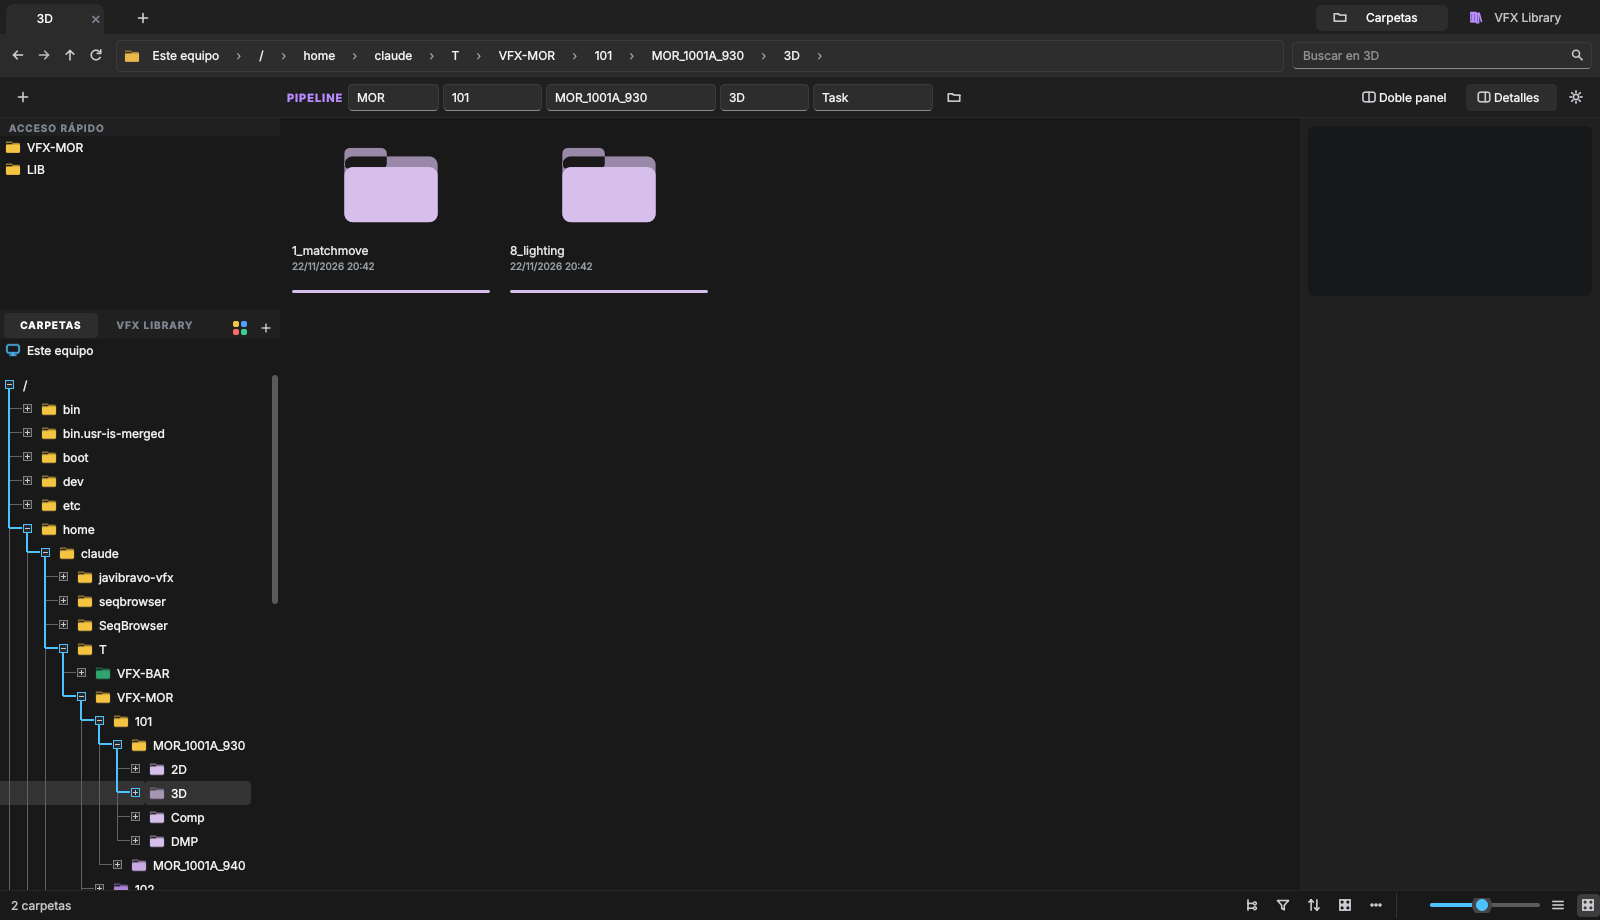 3D
Carpetas
VFX Library
Este equipo > / > home > claude > T > VFX-MOR > 101 > MOR_1001A_930 > 3D >
Buscar en 3D
PIPELINE MOR 101 MOR_1001A_930 3D Task
Doble panel
Detalles
ACCESO RÁPIDO
VFX-MOR
LIB
1_matchmove
22/11/2026 20:42
8_lighting
22/11/2026 20:42
CARPETAS
VFX LIBRARY
Este equipo
/
bin
bin.usr-is-merged
boot
dev
etc
home
claude
javibravo-vfx
seqbrowser
SeqBrowser
T
VFX-BAR
VFX-MOR
101
MOR_1001A_930
2D
3D
Comp
DMP
MOR_1001A_940
102
2 carpetas